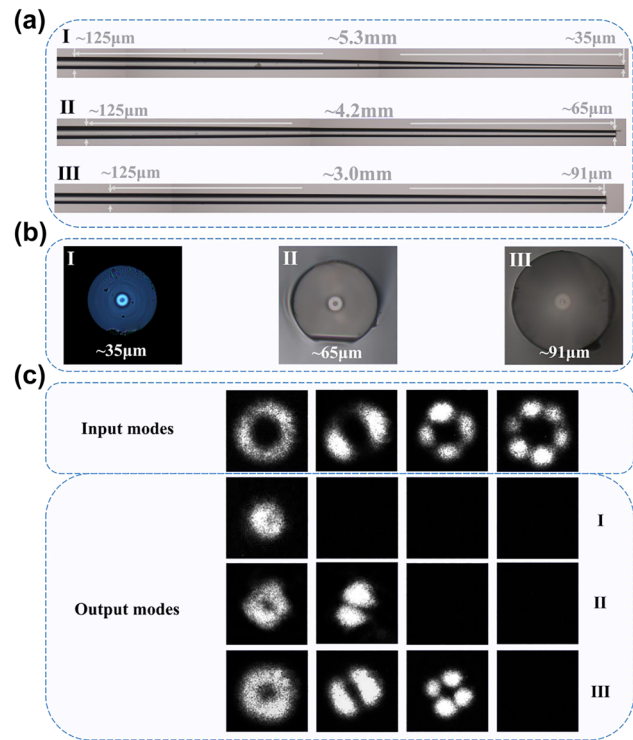 (a)
I
~125μm
~5.3mm
~35μm
II
~125μm
~4.2mm
~65μm
III
~125μm
~3.0mm
~91μm
(b)
I
II
III
~35μm
~65μm
~91μm
(c)
Input modes
Output modes
I
II
III